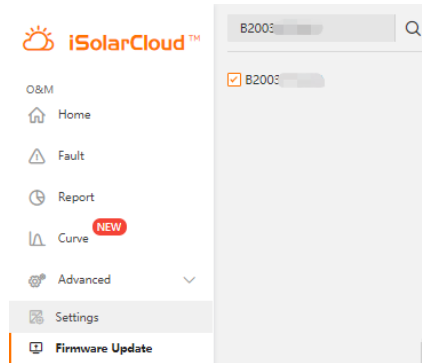 iSolarCloud™
B2003
B2003
O&M
Home
Fault
Report
NEW
Curve
Advanced
Settings
Firmware Update